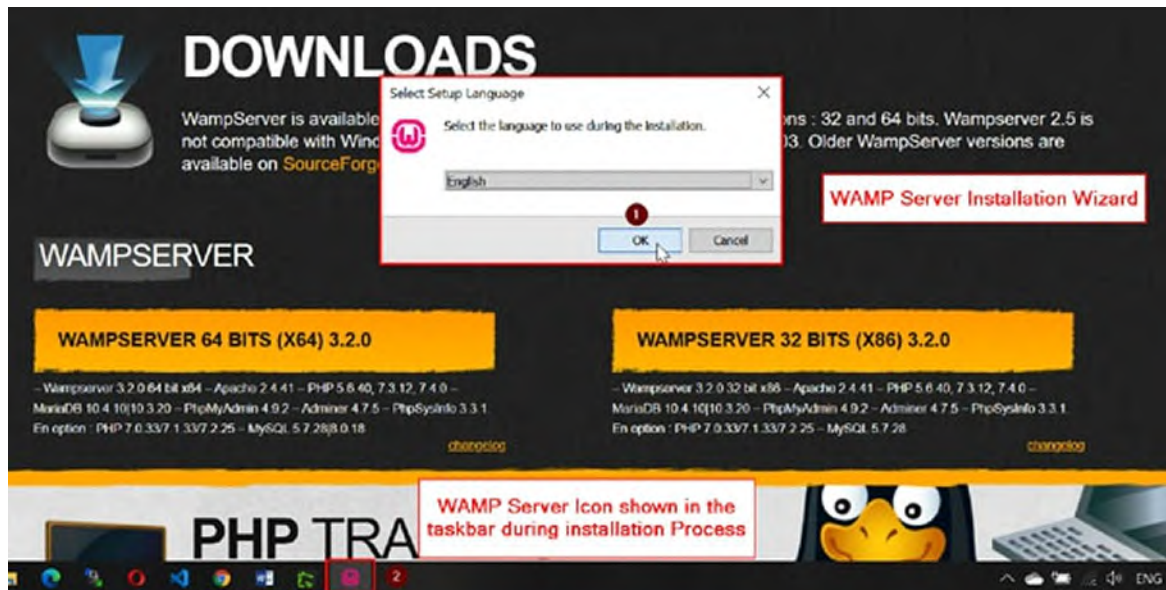 DOWNLOADS
Select Setup Language
WampServer is available
ns : 32 and 64 bits. Wampserver 2.5 is
Select the language to use during the installation.
not compatible with Wind
03. Older WampServer versions are
available on SourceForg
English
WAMP Server Installation Wizard
1
OK
Cancel
WAMPSERVER
WAMPSERVER 64 BITS (X64) 3.2.0
– Wampserver 3.2.0 64 bit x64 – Apache 2.4.41 – PHP 5.6.40, 7.3.12, 7.4.0 –
MariaDB 10.4.10|10.3.20 – PhpMyAdmin 4.9.2 – Adminer 4.7.5 – PhpSysInfo 3.3.1
En option : PHP 7.0.33/7.1.33/7.2.25 – MySQL 5.7.28|8.0.18
changelog
WAMPSERVER 32 BITS (X86) 3.2.0
– Wampserver 3.2.0 32 bit x86 – Apache 2.4.41 – PHP 5.6.40, 7.3.12, 7.4.0 –
MariaDB 10.4.10|10.3.20 – PhpMyAdmin 4.9.2 – Adminer 4.7.5 – PhpSysInfo 3.3.1
En option : PHP 7.0.33/7.1.33/7.2.25 – MySQL 5.7.28
changelog
WAMP Server Icon shown in the
taskbar during installation Process
PHP TRA
2
ENG